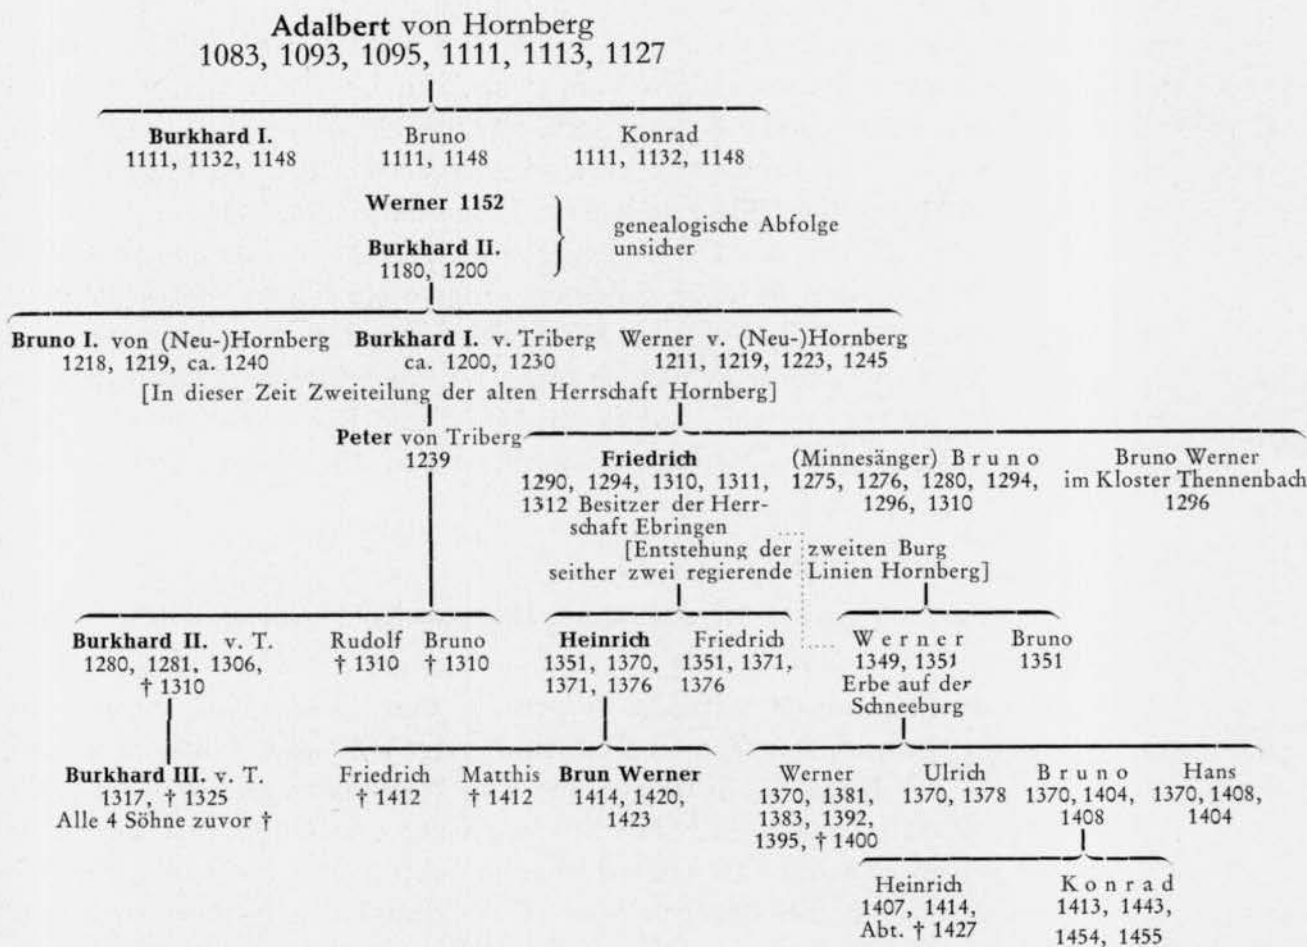 Adalbert von Hornberg
1083, 1093, 1095, 1111, 1113, 1127
Burkhard I.
1111, 1132, 1148
Bruno
1111, 1148
Konrad
1111, 1132, 1148
Werner 1152
Burkhard II.
1180, 1200
genealogische Abfolge
unsicher
Bruno I. von (Neu-)Hornberg
1218, 1219, ca. 1240
Burkhard I. v. Triberg
ca. 1200, 1230
Werner v. (Neu-)Hornberg
1211, 1219, 1223, 1245
[In dieser Zeit Zweiteilung der alten Herrschaft Hornberg]
Peter von Triberg
1239
Friedrich
1290, 1294, 1310, 1311,
1312 Besitzer der Herr-
schaft Ebringen
(Minnesänger) Bruno
1275, 1276, 1280, 1294,
1296, 1310
Bruno Werner
im Kloster Thennenbach
1296
[Entstehung der zweiten Burg
seither zwei regierende Linien Hornberg]
Burkhard II. v. T.
1280, 1281, 1306,
† 1310
Rudolf
† 1310
Bruno
† 1310
Heinrich
1351, 1370,
1371, 1376
Friedrich
1351, 1371,
1376
Werner
1349, 1351
Erbe auf der
Schneeburg
Bruno
1351
Burkhard III. v. T.
1317, † 1325
Alle 4 Söhne zuvor †
Friedrich
† 1412
Matthis
† 1412
Brun Werner
1414, 1420,
1423
Werner
1370, 1381,
1383, 1392,
1395, † 1400
Ulrich
1370, 1378
Bruno
1370, 1404,
1408
Hans
1370, 1408,
1404
Heinrich
1407, 1414,
Abt. † 1427
Konrad
1413, 1443,
1454, 1455